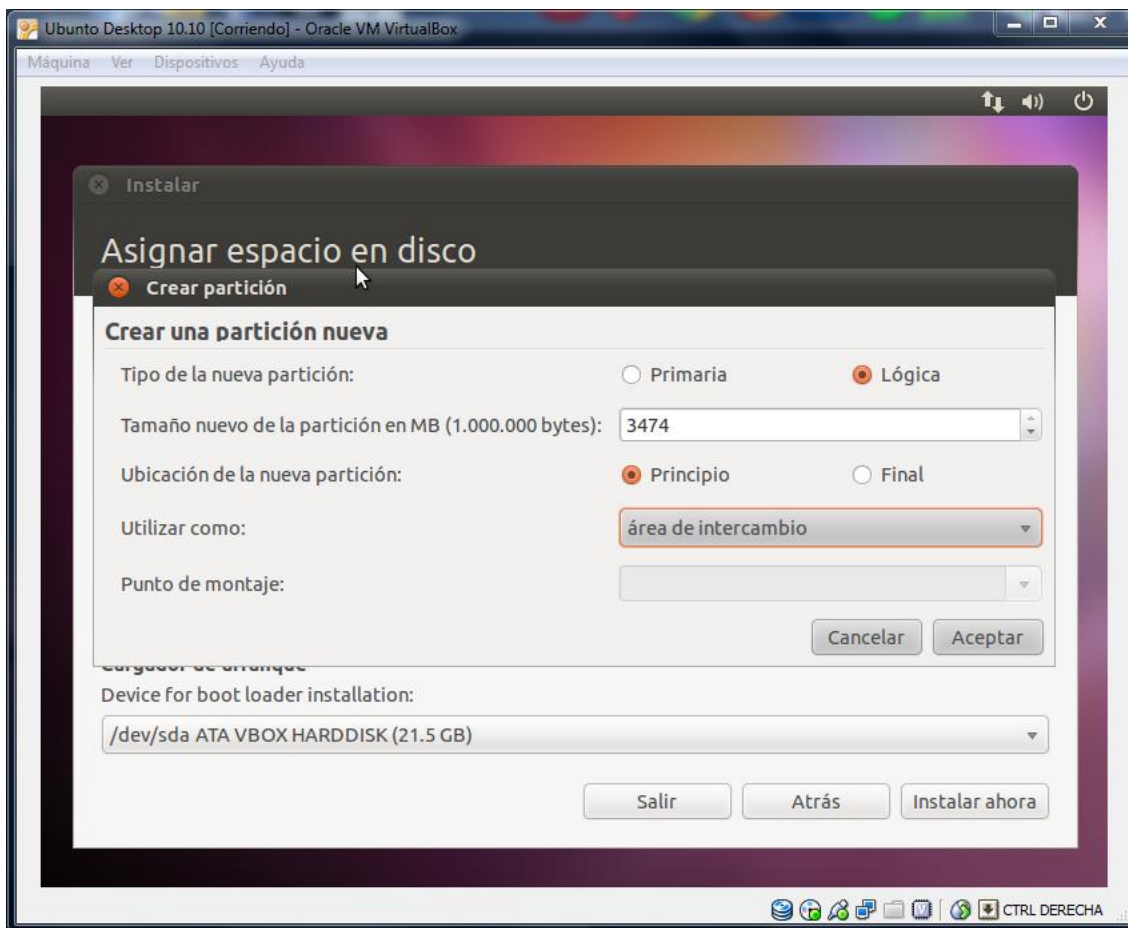 Ubunto Desktop 10.10 [Corriendo] - Oracle VM VirtualBox
Máquina Ver Dispositivos Ayuda
Instalar
Asignar espacio en disco
Crear partición
Crear una partición nueva
Tipo de la nueva partición: Primaria Lógica
Tamaño nuevo de la partición en MB (1.000.000 bytes): 3474
Ubicación de la nueva partición: Principio Final
Utilizar como: área de intercambio
Punto de montaje:
Cancelar Aceptar
Cargador de arranque
Device for boot loader installation:
/dev/sda ATA VBOX HARDDISK (21.5 GB)
Salir Atrás Instalar ahora
CTRL DERECHA